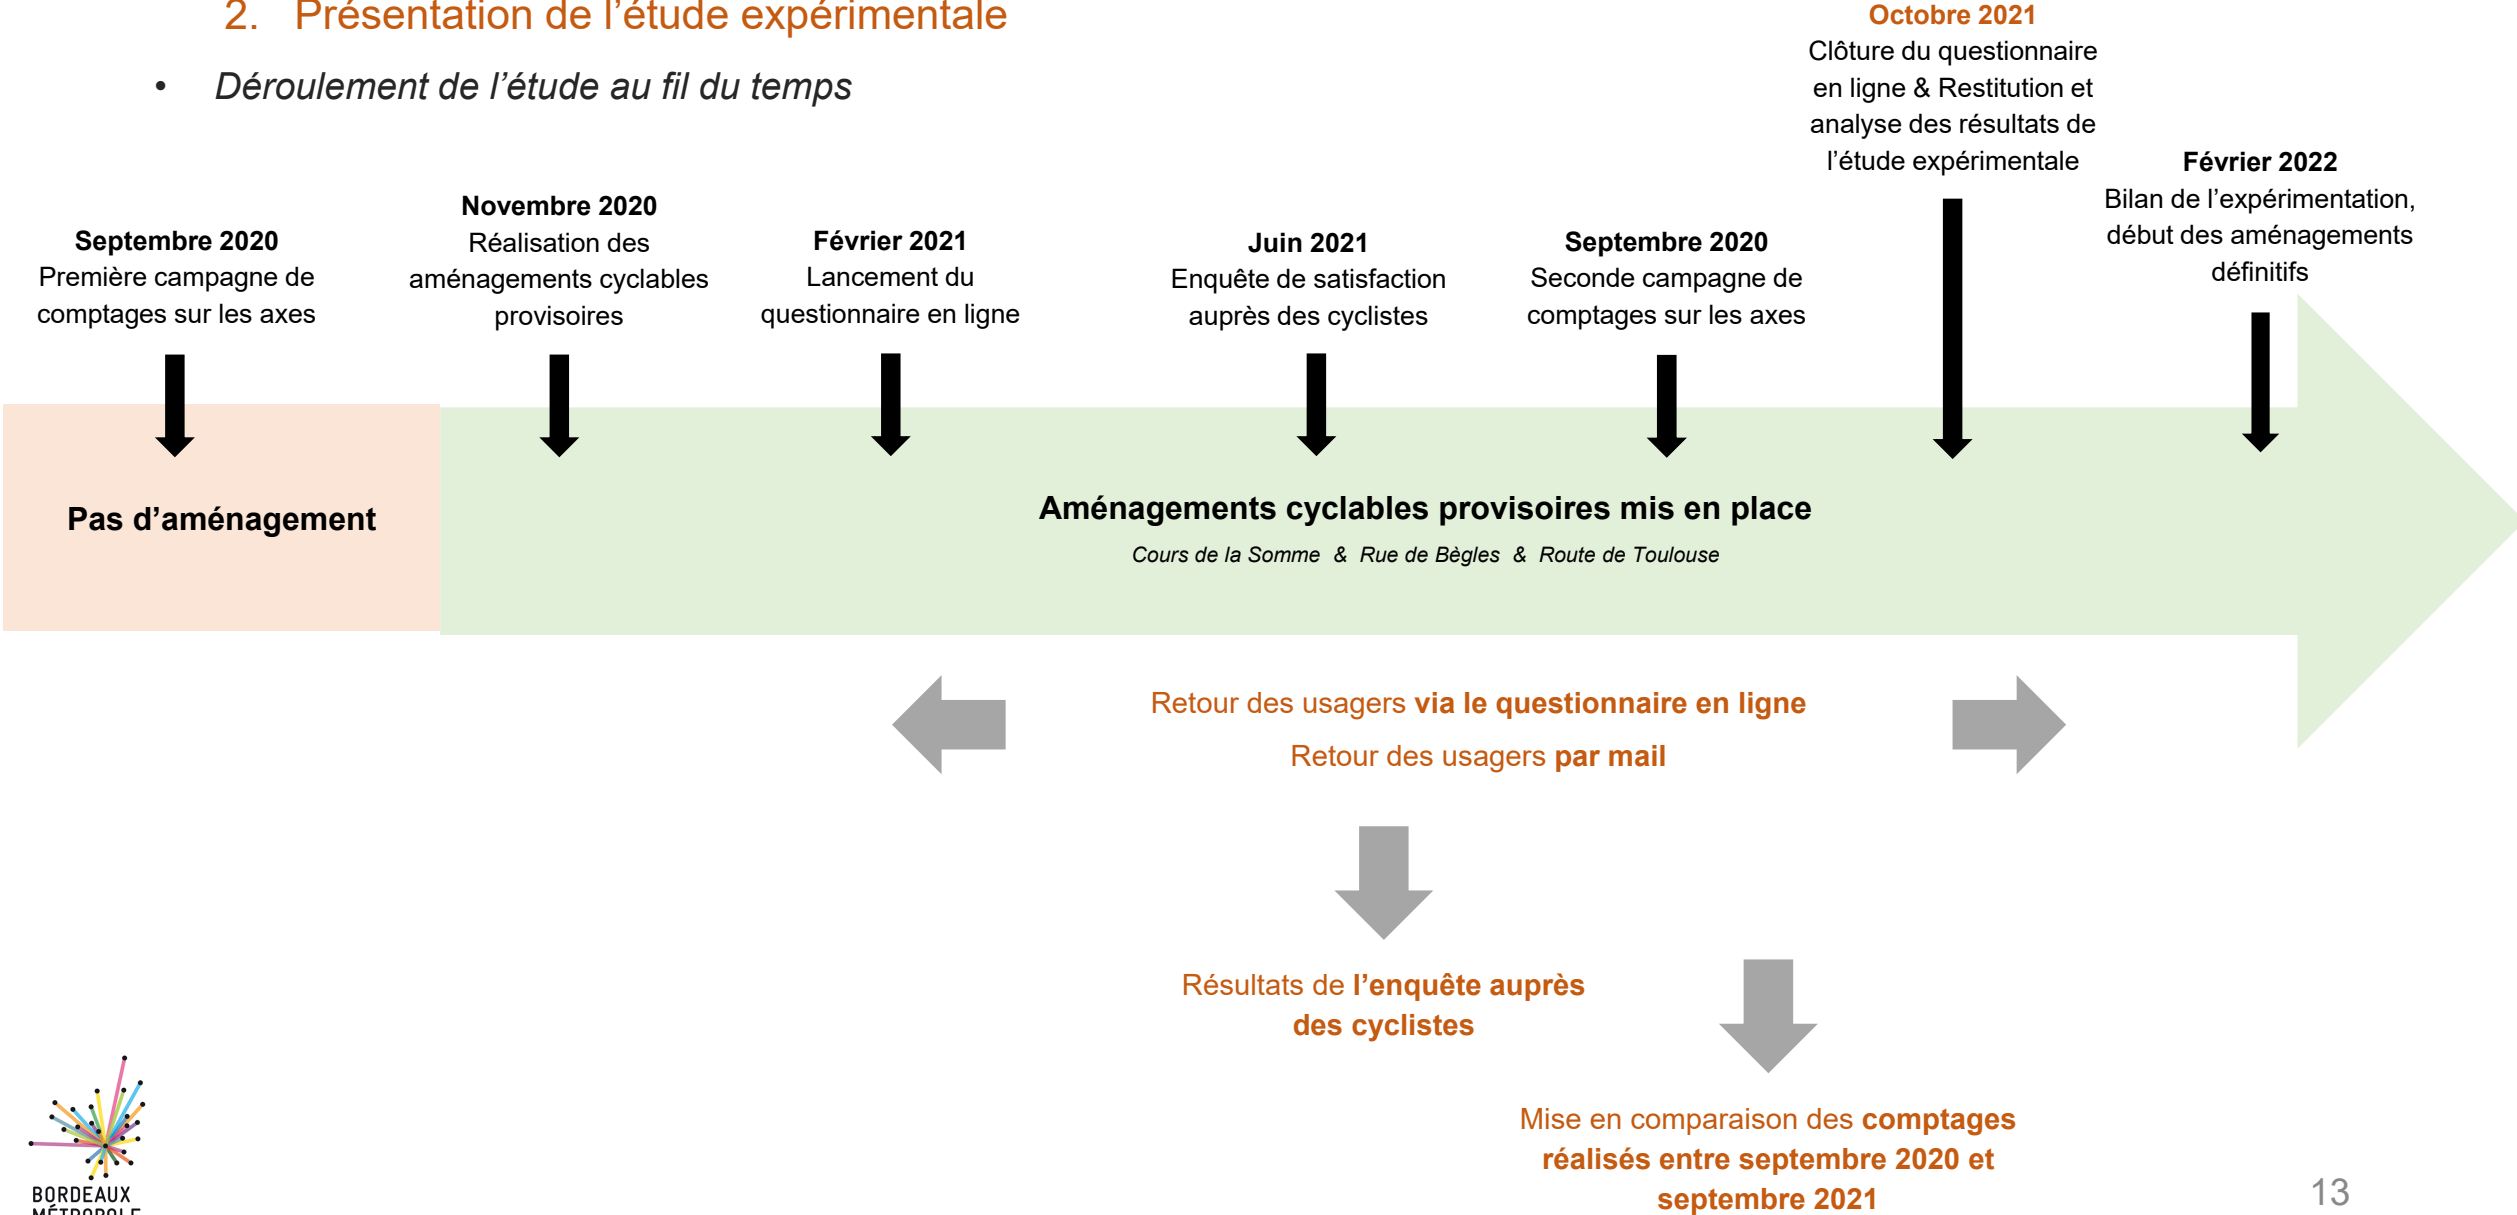 2. Présentation de l’étude expérimentale
• Déroulement de l’étude au fil du temps
Septembre 2020
Première campagne de
comptages sur les axes
Novembre 2020
Réalisation des
aménagements cyclables
provisoires
Février 2021
Lancement du
questionnaire en ligne
Juin 2021
Enquête de satisfaction
auprès des cyclistes
Septembre 2020
Seconde campagne de
comptages sur les axes
Octobre 2021
Clôture du questionnaire
en ligne & Restitution et
analyse des résultats de
l’étude expérimentale
Février 2022
Bilan de l’expérimentation,
début des aménagements
définitifs
Pas d’aménagement
Aménagements cyclables provisoires mis en place
Cours de la Somme & Rue de Bègles & Route de Toulouse
Retour des usagers via le questionnaire en ligne
Retour des usagers par mail
Résultats de l’enquête auprès
des cyclistes
Mise en comparaison des comptages
réalisés entre septembre 2020 et
septembre 2021
BORDEAUX
MÉTROPOLE
13